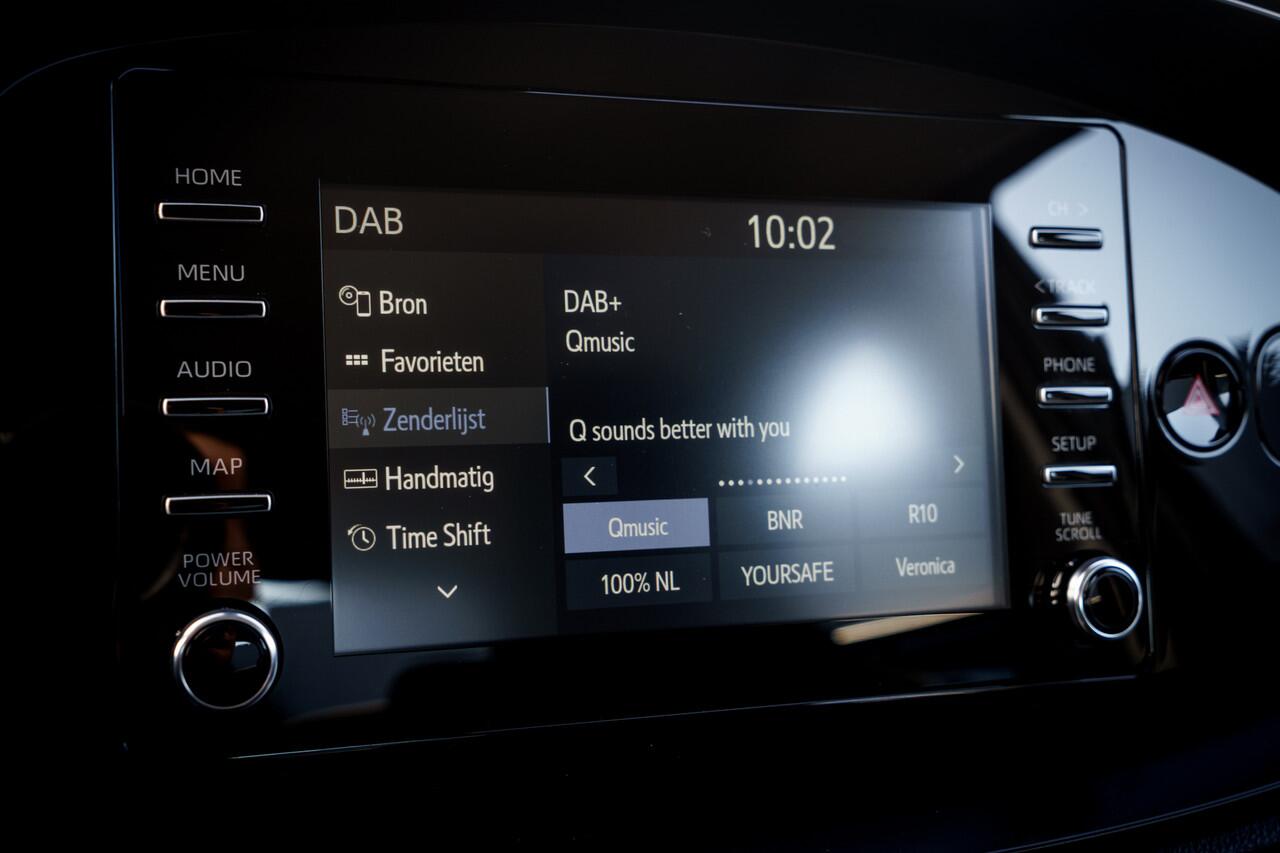 HOME
MENU
AUDIO
MAP
POWER
VOLUME
DAB
10:02
Bron
Favorieten
Zenderlijst
Handmatig
Time Shift
DAB+
Qmusic
Q sounds better with you
Qmusic
BNR
R10
100% NL
YOURSAFE
Veronica
CH >
< TRACK
PHONE
SETUP
TUNE
SCROLL